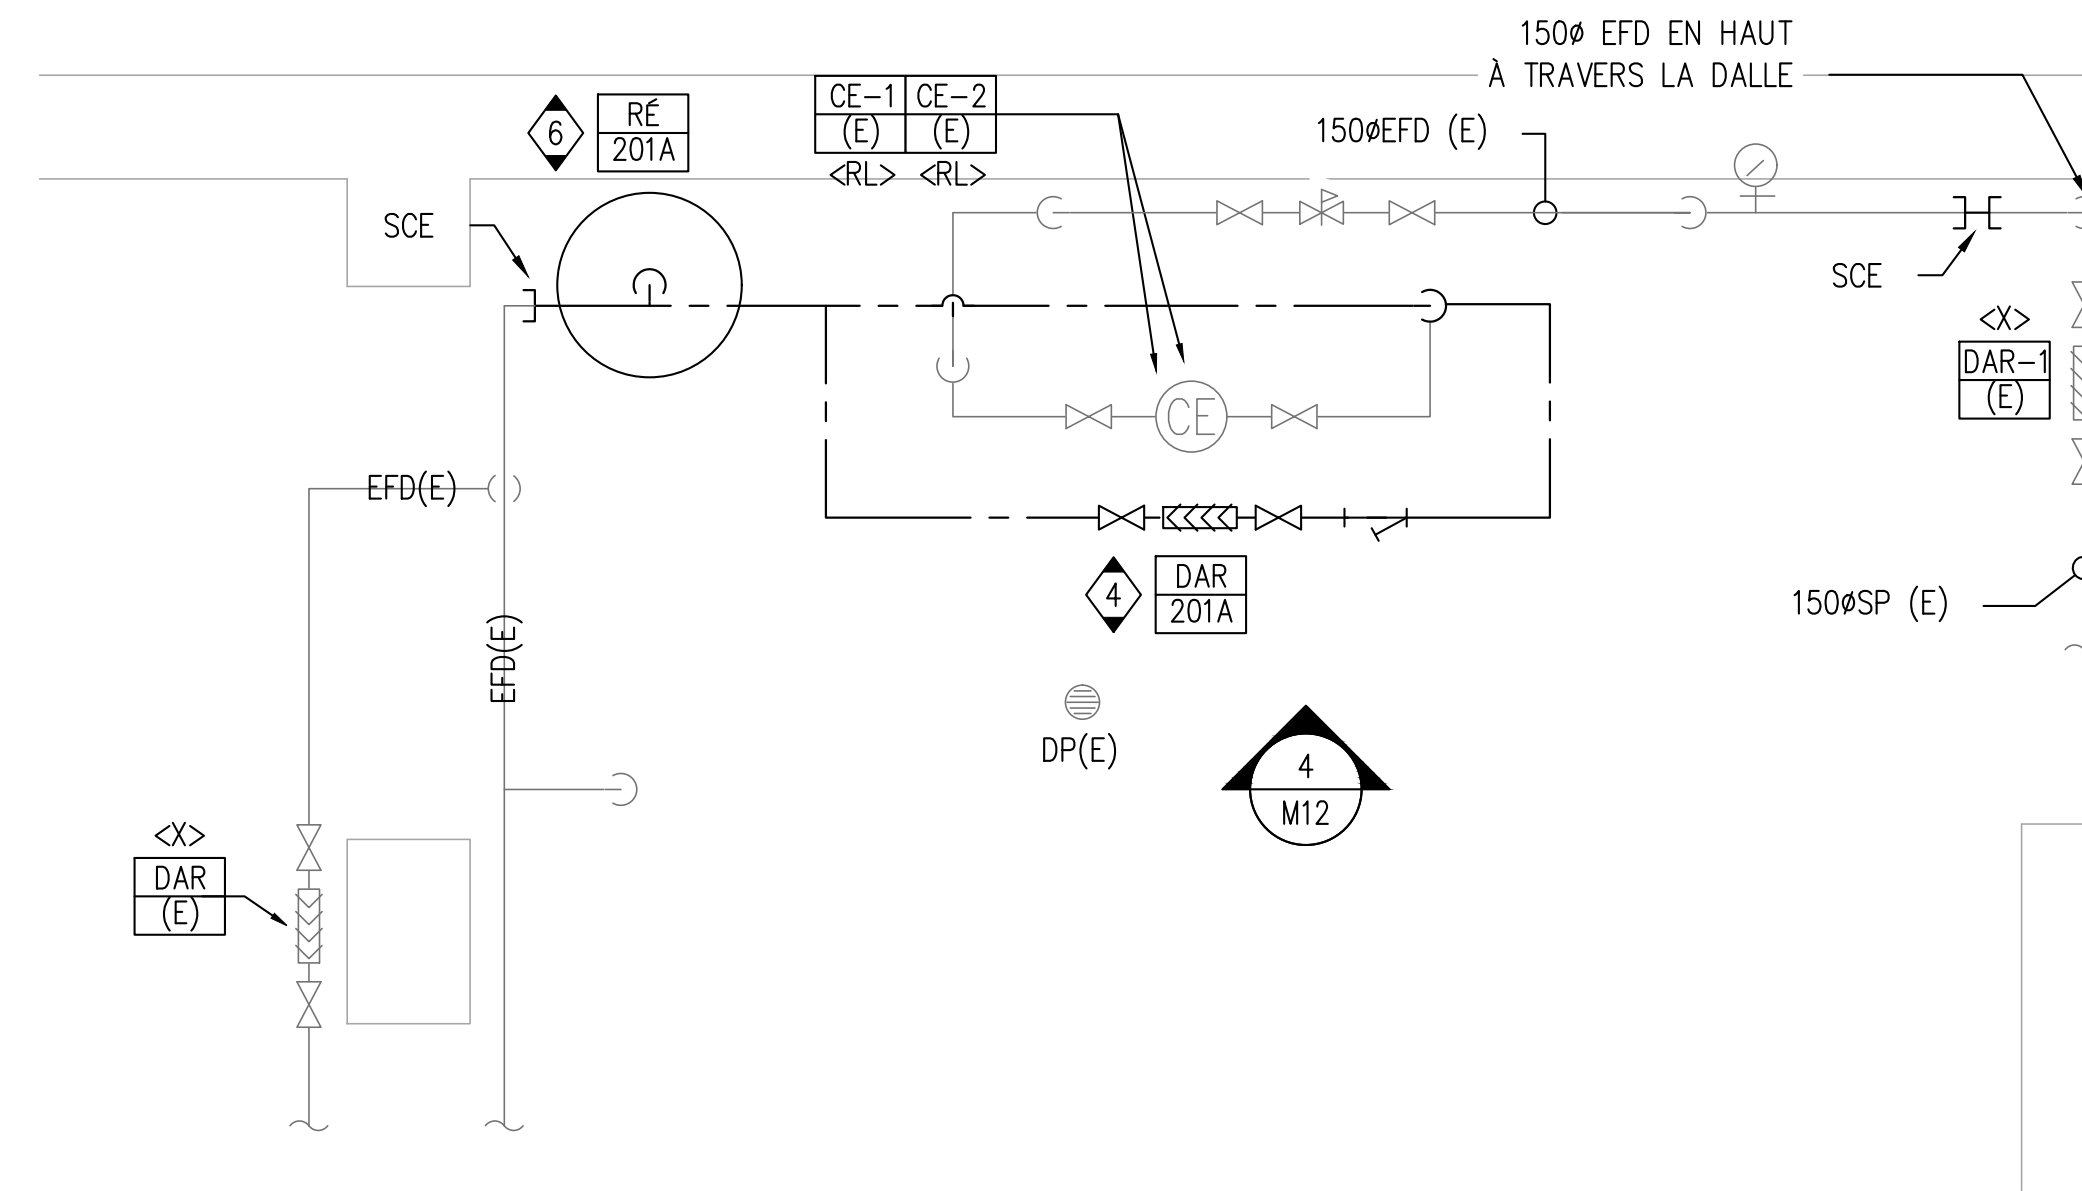 150ø EFD EN HAUT
À TRAVERS LA DALLE
CE-1 CE-2
(E) (E)
<RL> <RL>
6
RÉ
201A
150øEFD (E)
SCE
SCE
<X>
DAR-1
(E)
CE
EFD(E)
4
DAR
201A
150øSP (E)
EFD(E)
DP(E)
4
M12
<X>
DAR
(E)